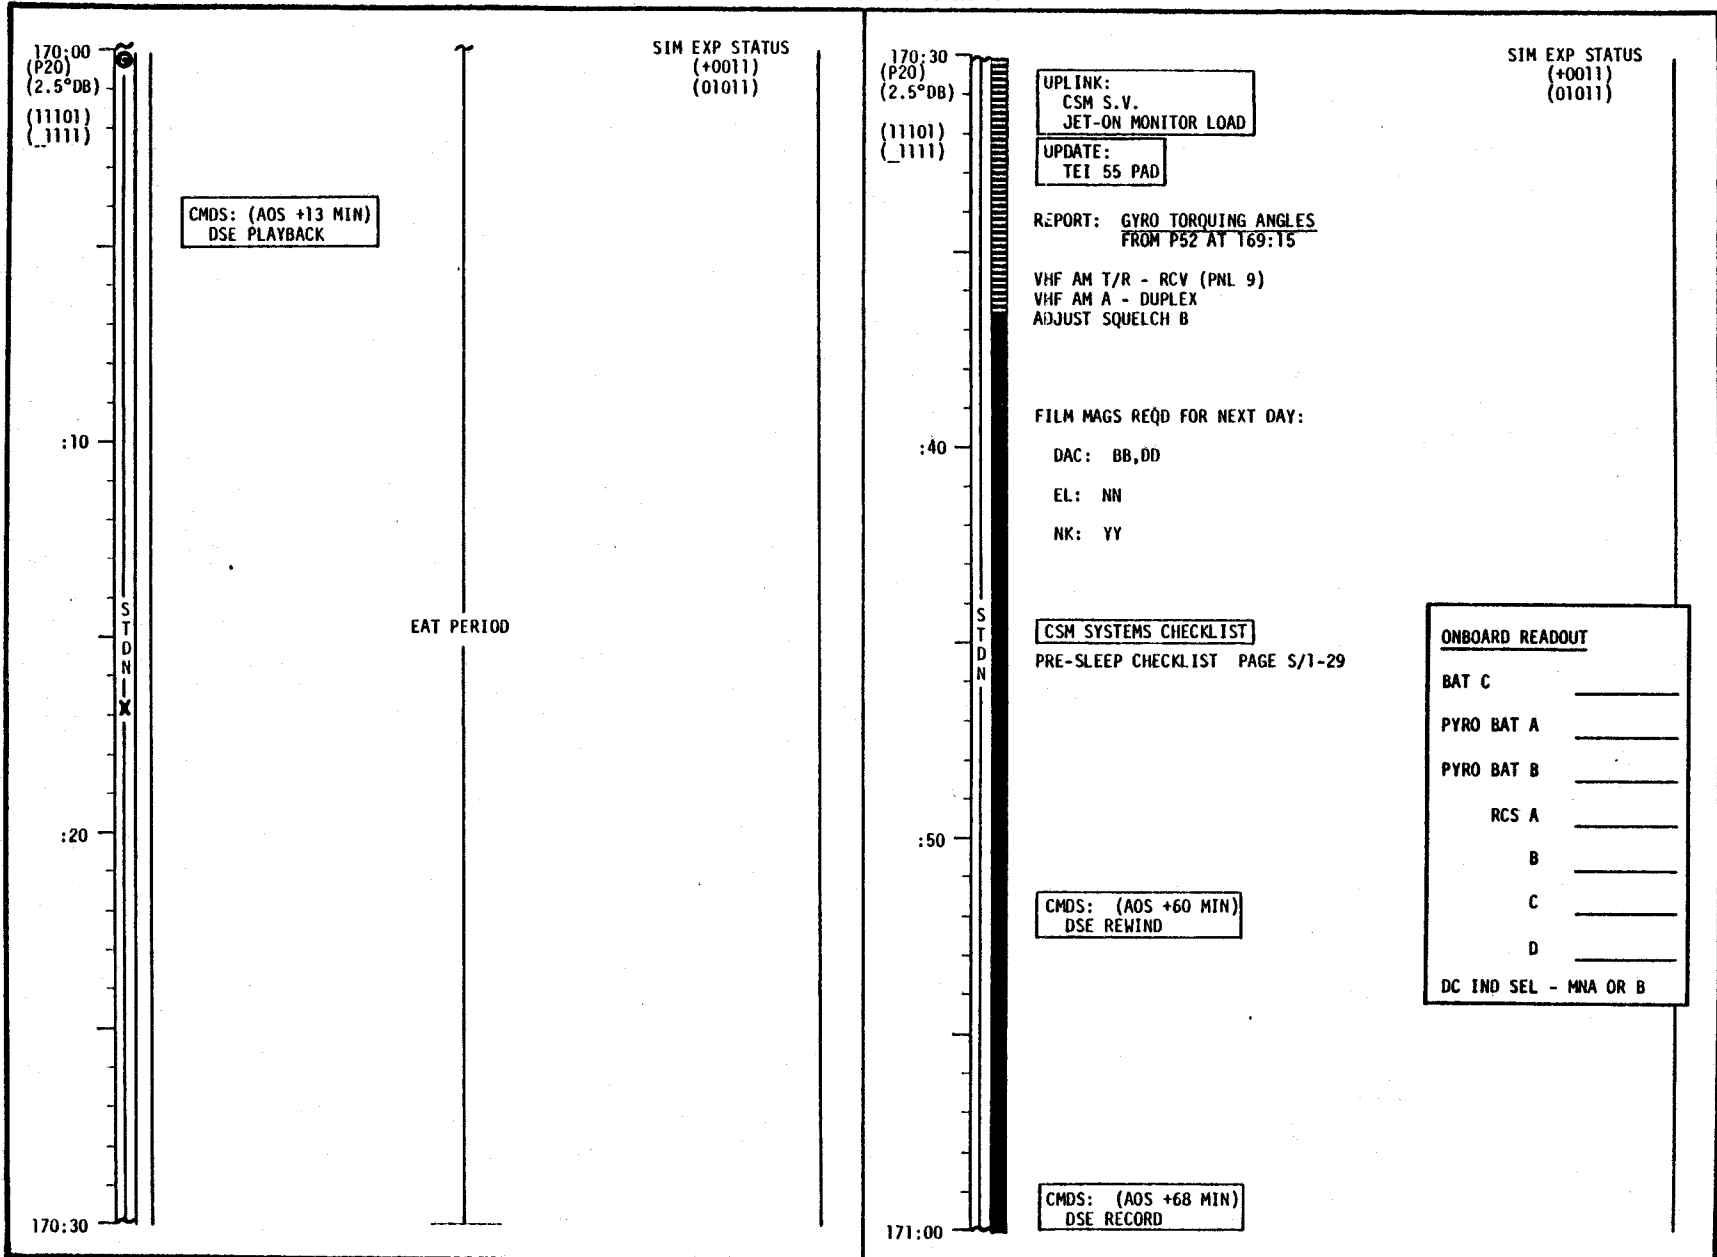 170:00
(P20)
(2.5°DB)
(11101)
(_1111)
SIM EXP STATUS
(+0011)
(01011)
CMDS: (AOS +13 MIN)
DSE PLAYBACK
:10
STDN
X
EAT PERIOD
:20
170:30
170:30
(P20)
(2.5°DB)
(11101)
(_1111)
SIM EXP STATUS
(+0011)
(01011)
UPLINK:
CSM S.V.
JET-ON MONITOR LOAD
UPDATE:
TEI 55 PAD
REPORT: GYRO TORQUING ANGLES
FROM P52 AT 169:15
VHF AM T/R - RCV (PNL 9)
VHF AM A - DUPLEX
ADJUST SQUELCH B
FILM MAGS REQD FOR NEXT DAY:
:40
DAC: BB,DD
EL: NN
NK: YY
STDN
CSM SYSTEMS CHECKLIST
PRE-SLEEP CHECKLIST PAGE S/1-29
:50
CMDS: (AOS +60 MIN)
DSE REWIND
CMDS: (AOS +68 MIN)
DSE RECORD
171:00
ONBOARD READOUT
BAT C
PYRO BAT A
PYRO BAT B
RCS A
B
C
D
DC IND SEL - MNA OR B